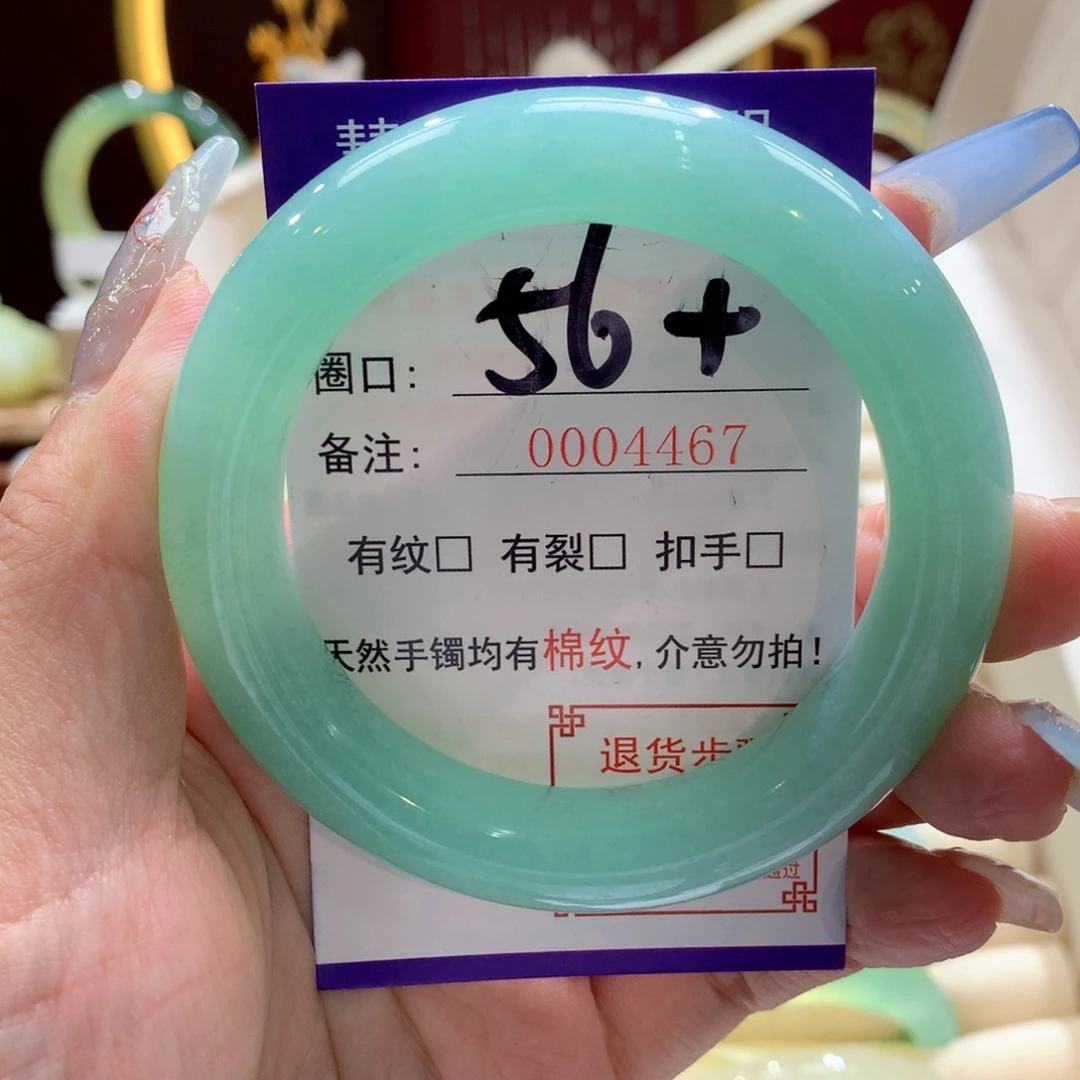 圈口: 56+
备注: 0004467
有纹□ 有裂□ 扣手□
天然手镯均有棉纹,介意勿拍!
退货步
过